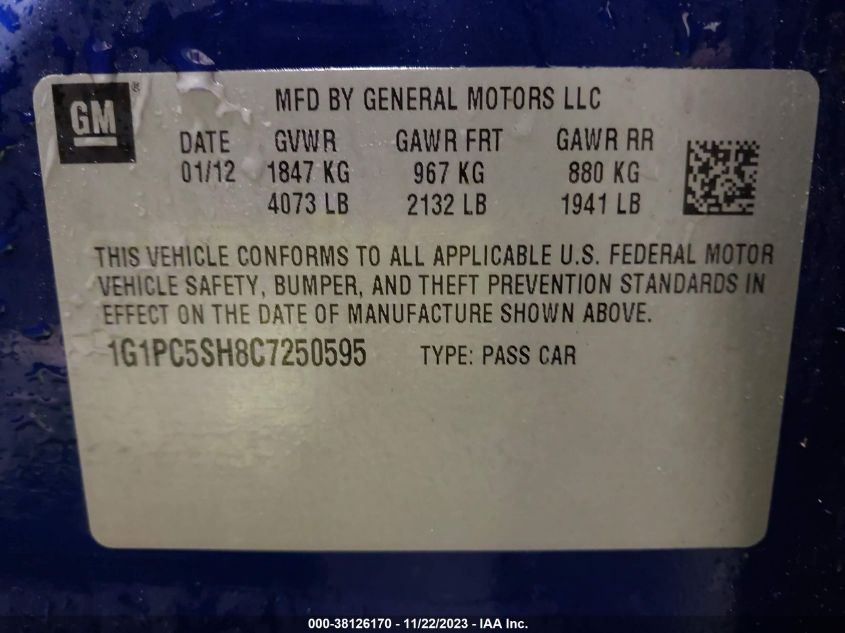 GM
MFD BY GENERAL MOTORS LLC
DATE GVWR GAWR FRT GAWR RR
01/12 1847 KG 967 KG 880 KG
4073 LB 2132 LB 1941 LB
THIS VEHICLE CONFORMS TO ALL APPLICABLE U.S. FEDERAL MOTOR
VEHICLE SAFETY, BUMPER, AND THEFT PREVENTION STANDARDS IN
EFFECT ON THE DATE OF MANUFACTURE SHOWN ABOVE.
1G1PC5SH8C7250595 TYPE: PASS CAR
000-38126170 - 11/22/2023 - IAA Inc.